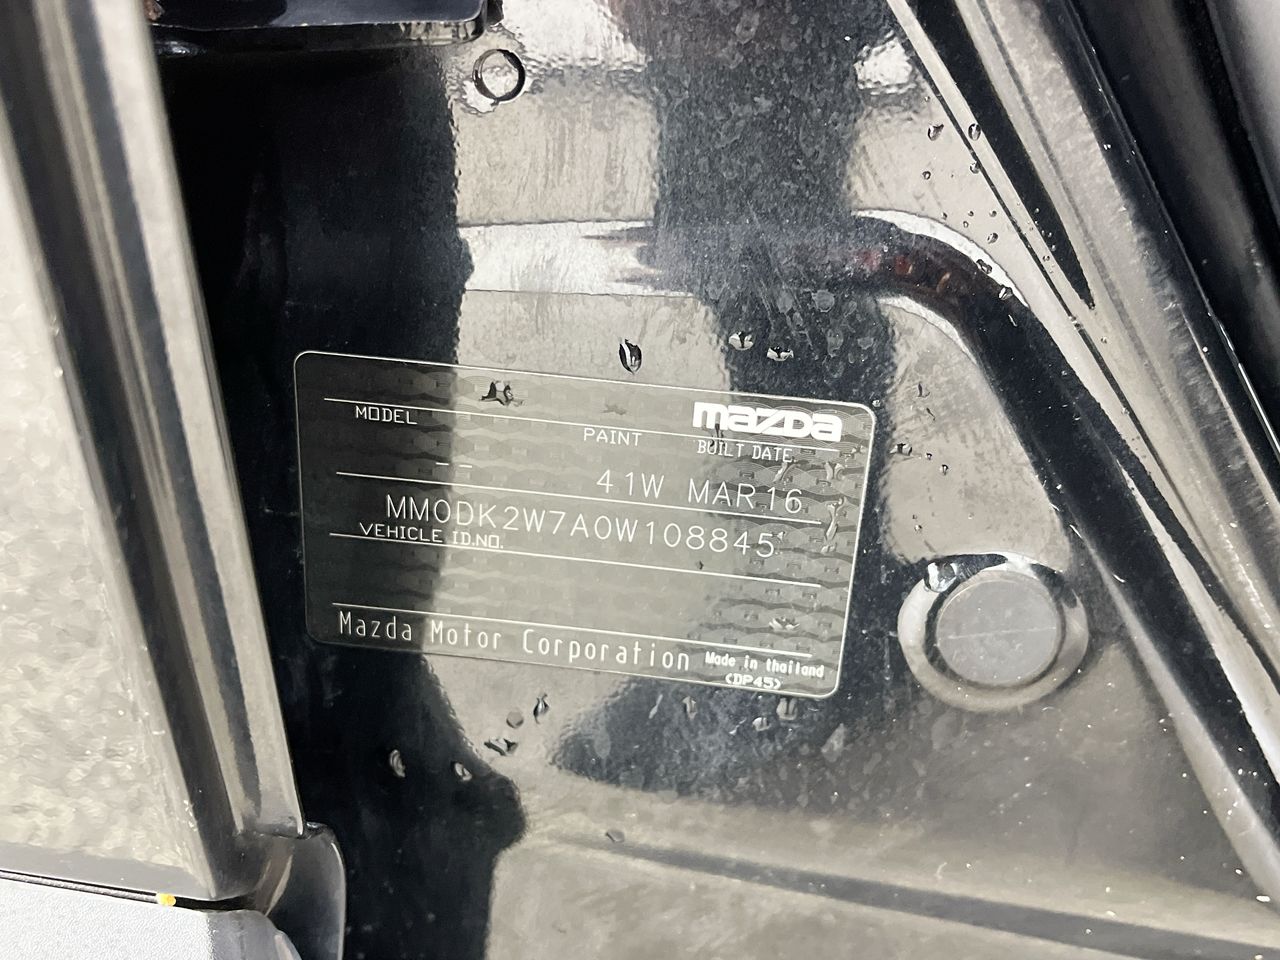 mazda
MODEL PAINT BUILT DATE
-- 41W MAR16
MM0DK2W7A0W108845
VEHICLE ID.NO.
Mazda Motor Corporation Made in thailand
(DP45)